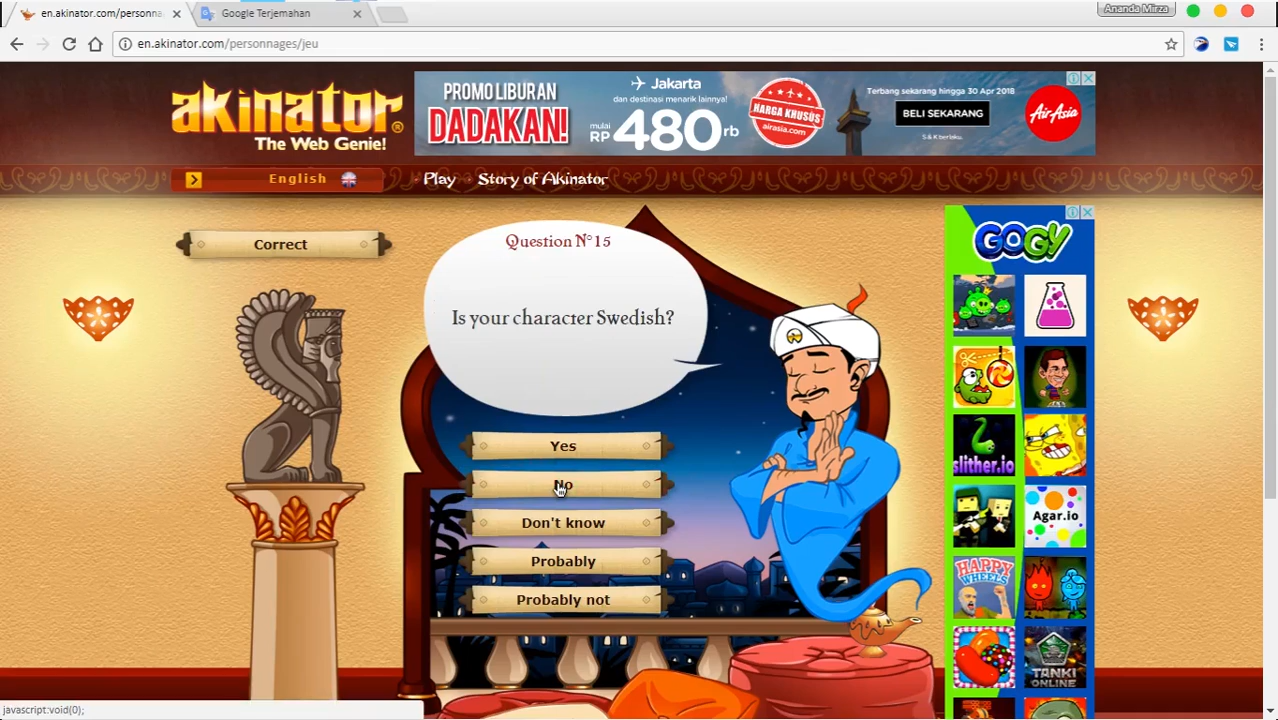 en.akinator.com/personna
Google Terjemahan
Ananda Mirza
en.akinator.com/personnages/jeu
akinator®
The Web Genie!
PROMO LIBURAN
DADAKAN!
Jakarta
dan destinasi menarik lainnya!
mulai
RP 480rb
HARGA KHUSUS
airasia.com
Terbang sekarang hingga 30 Apr 2018
BELI SEKARANG
S & K berlaku.
AirAsia
English
· Play · Story of Akinator
Correct
Question N°15
Is your character Swedish?
Yes
No
Don't know
Probably
Probably not
GOGY
slither.io
Agar.io
HAPPY
WHEELS
TANKI
ONLINE
javascript:void(0);